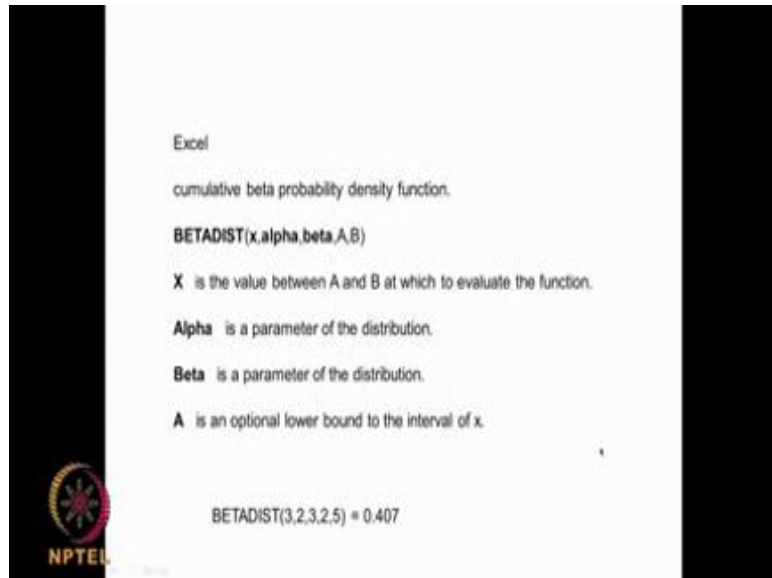 Excel
cumulative beta probability density function.
BETADIST(x,alpha,beta,A,B)
X is the value between A and B at which to evaluate the function.
Alpha is a parameter of the distribution.
Beta is a parameter of the distribution.
A is an optional lower bound to the interval of x.
BETADIST(3,2,3,2,5) = 0.407
NPTEL